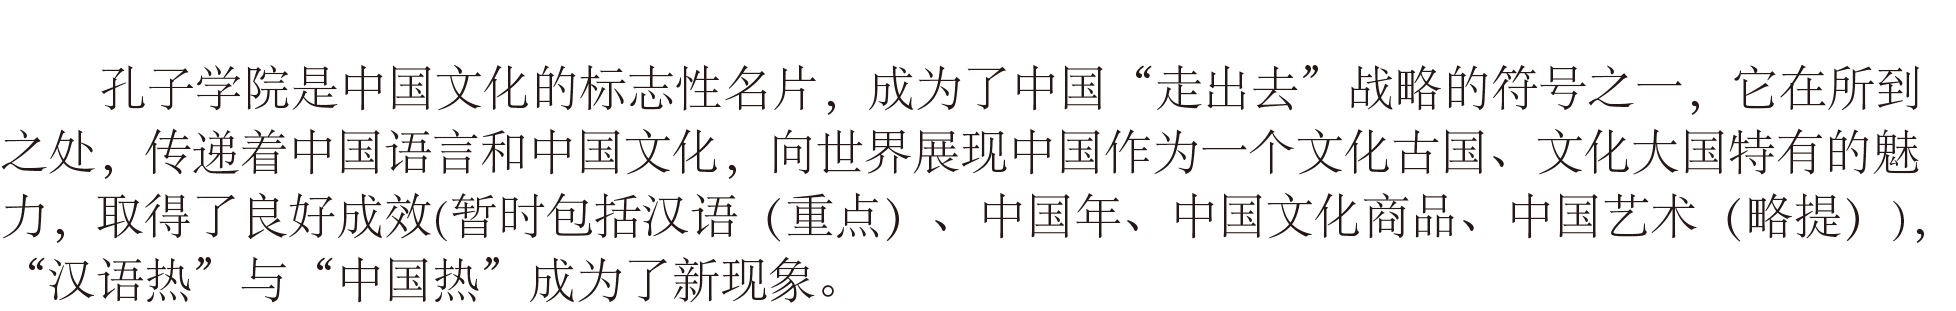 孔子学院是中国文化的标志性名片，成为了中国“走出去”战略的符号之一，它在所到
之处，传递着中国语言和中国文化，向世界展现中国作为一个文化古国、文化大国特有的魅
力，取得了良好成效(暂时包括汉语（重点）、中国年、中国文化商品、中国艺术（略提）)，
“汉语热”与“中国热”成为了新现象。